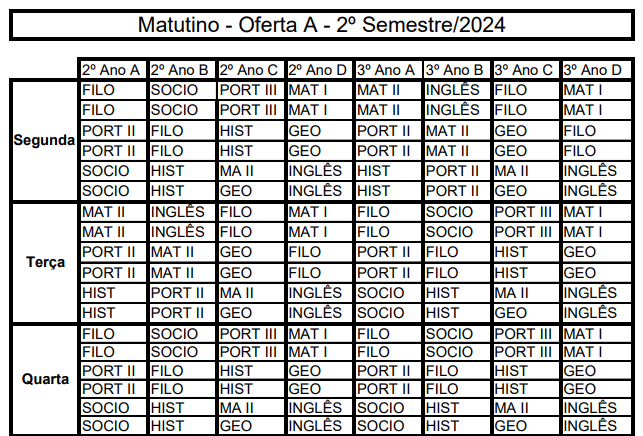 Matutino - Oferta A - 2º Semestre/2024
2º Ano A 2º Ano B 2º Ano C 2º Ano D 3º Ano A 3º Ano B 3º Ano C 3º Ano D
FILO SOCIO PORT III MAT I MAT II INGLÊS FILO MAT I
FILO SOCIO PORT III MAT I MAT II INGLÊS FILO MAT I
PORT II FILO HIST GEO PORT II MAT II GEO FILO
Segunda
PORT II FILO HIST GEO PORT II MAT II GEO FILO
SOCIO HIST MA II INGLÊS HIST PORT II MA II INGLÊS
SOCIO HIST GEO INGLÊS HIST PORT II GEO INGLÊS
MAT II INGLÊS FILO MAT I FILO SOCIO PORT III MAT I
MAT II INGLÊS FILO MAT I FILO SOCIO PORT III MAT I
PORT II MAT II GEO FILO PORT II FILO HIST GEO
Terça
PORT II MAT II GEO FILO PORT II FILO HIST GEO
HIST PORT II MA II INGLÊS SOCIO HIST MA II INGLÊS
HIST PORT II GEO INGLÊS SOCIO HIST GEO INGLÊS
FILO SOCIO PORT III MAT I FILO SOCIO PORT III MAT I
FILO SOCIO PORT III MAT I FILO SOCIO PORT III MAT I
PORT II FILO HIST GEO PORT II FILO HIST GEO
Quarta
PORT II FILO HIST GEO PORT II FILO HIST GEO
SOCIO HIST MA II INGLÊS SOCIO HIST MA II INGLÊS
SOCIO HIST GEO INGLÊS SOCIO HIST GEO INGLÊS